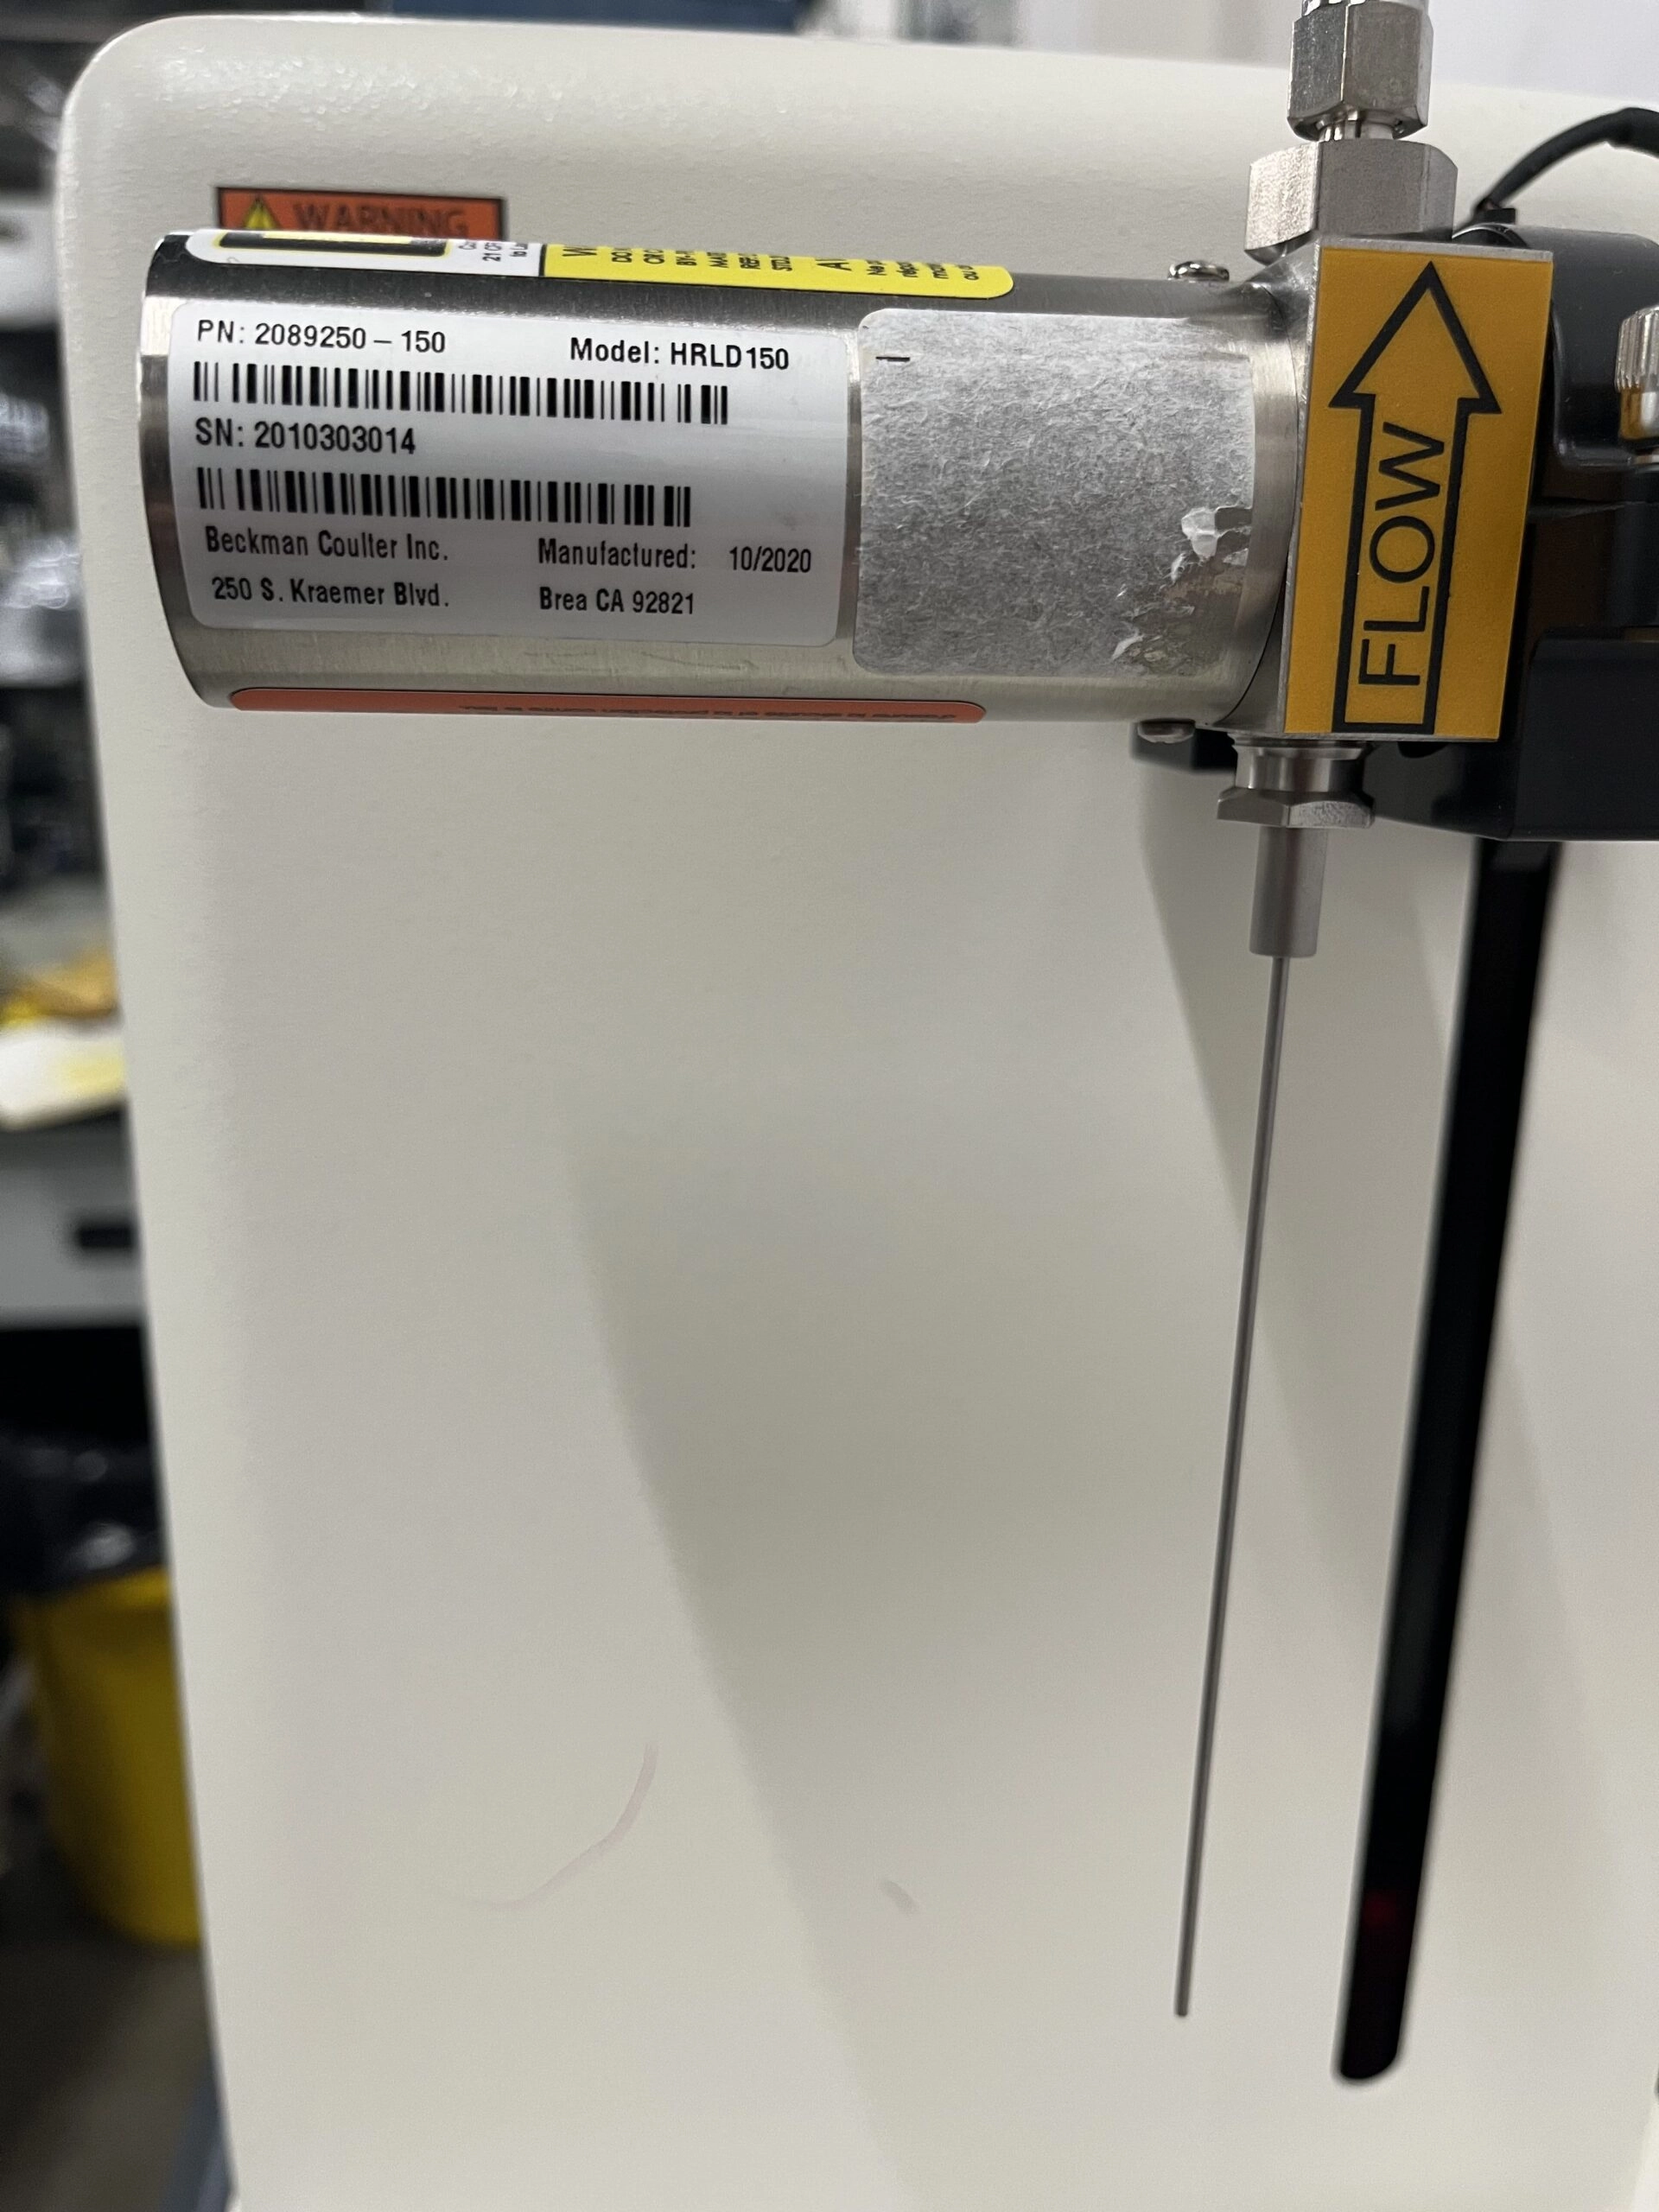 WARNING
PN: 2089250 – 150
Model: HRLD150
SN: 2010303014
Beckman Coulter Inc.
Manufactured: 10/2020
250 S. Kraemer Blvd.
Brea CA 92821
FLOW